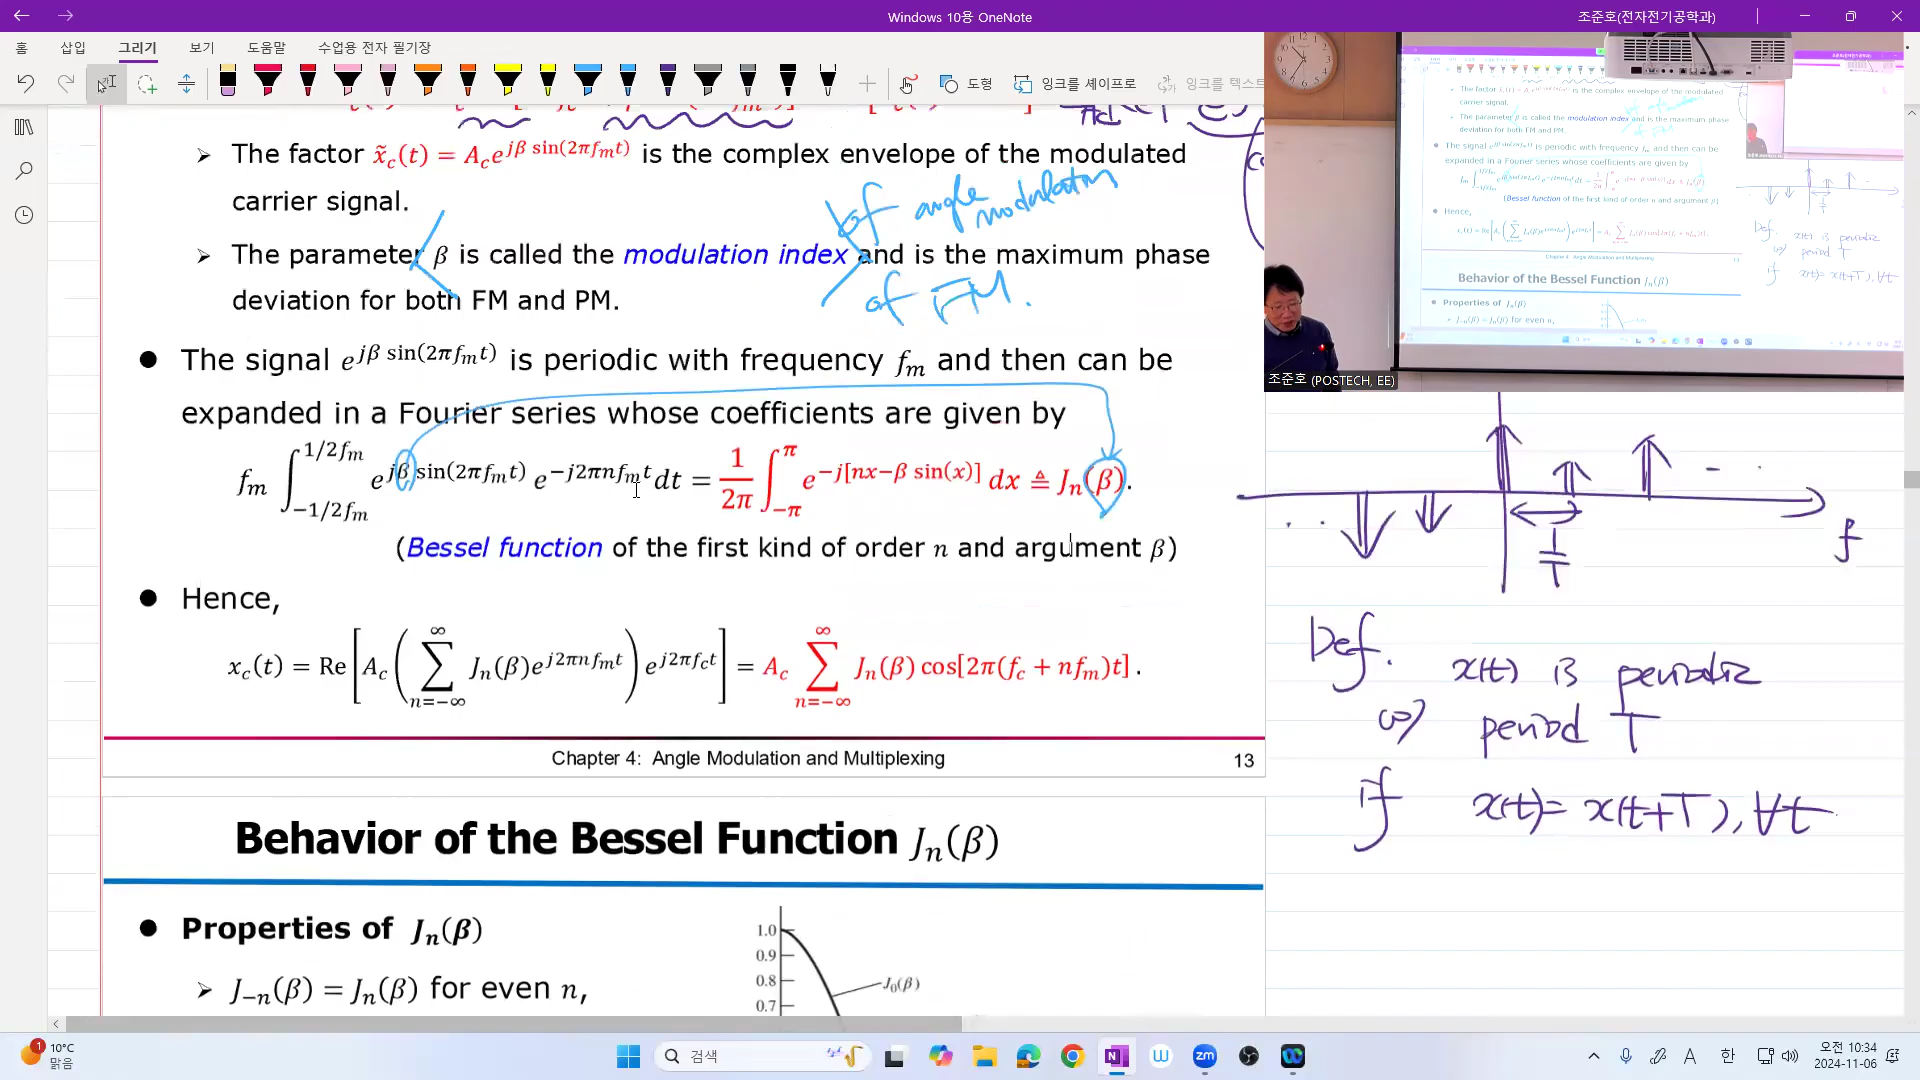 Windows 10용 OneNote
조준호(전자전기공학과)
홈 삽입 그리기 보기 도움말 수업용 전자 필기장
도형 잉크를 셰이프로 잉크를 텍스트
➢ The factor x̃_c(t) = A_c e^{jβ sin(2πf_m t)} is the complex envelope of the modulated
carrier signal.
of angle modulation
➢ The parameter β is called the modulation index and is the maximum phase
deviation for both FM and PM.
of FM.
● The signal e^{jβ sin(2πf_m t)} is periodic with frequency f_m and then can be
expanded in a Fourier series whose coefficients are given by
f_m ∫_{-1/2f_m}^{1/2f_m} e^{jβ sin(2πf_m t)} e^{-j2πnf_m t} dt = 1/2π ∫_{-π}^{π} e^{-j[nx-β sin(x)]} dx ≜ J_n(β).
(Bessel function of the first kind of order n and argument β)
● Hence,
x_c(t) = Re[A_c(∑_{n=-∞}^{∞} J_n(β)e^{j2πnf_m t})e^{j2πf_c t}] = A_c ∑_{n=-∞}^{∞} J_n(β) cos[2π(f_c + nf_m)t].
Chapter 4: Angle Modulation and Multiplexing 13
Behavior of the Bessel Function J_n(β)
● Properties of J_n(β)
➢ J_{-n}(β) = J_n(β) for even n,
1.0
0.9
0.8
0.7
J_0(β)
조준호 (POSTECH, EE)
f
1/T
Def. x(t) is periodic
w/ period T
if x(t) = x(t+T), ∀t
1
10°C
맑음
검색
한
오전 10:34
2024-11-06